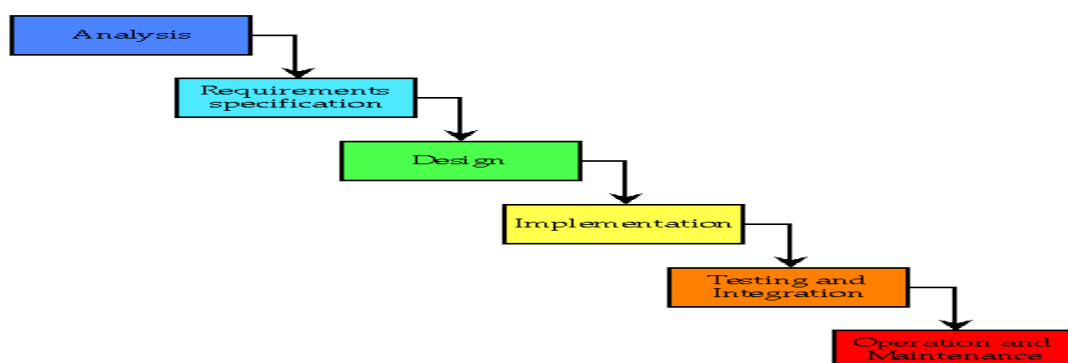 Analysis
Requirements
specification
Design
Implementation
Testing and
Integration
Operation and
Maintenance